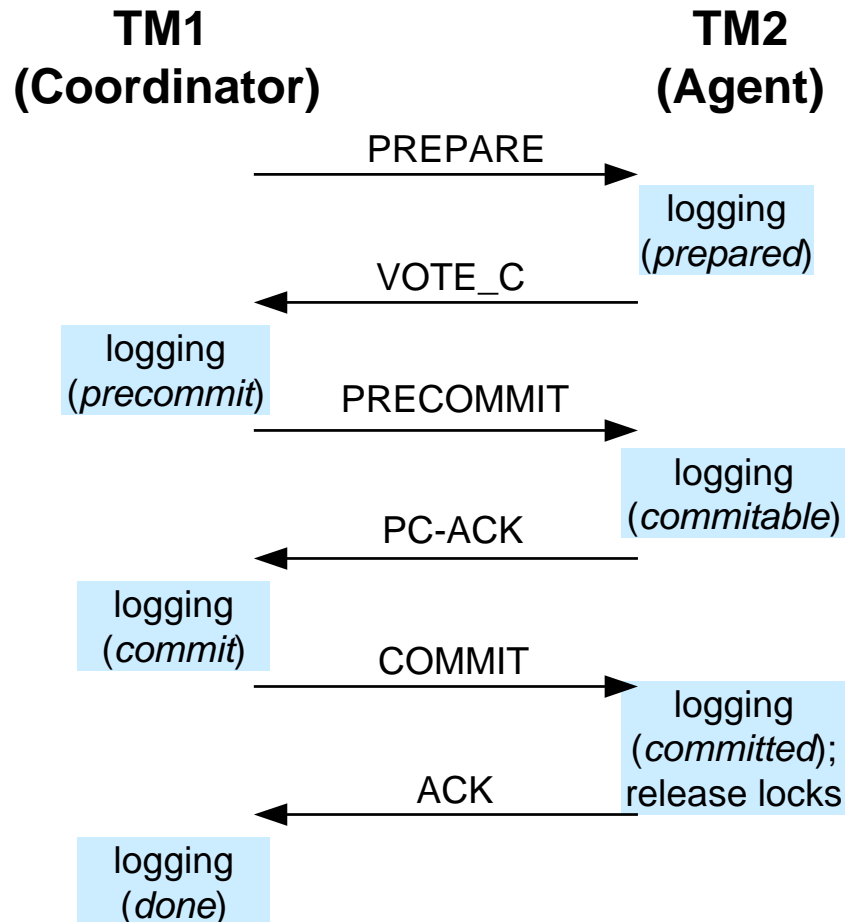 TM1
(Coordinator)
TM2
(Agent)
PREPARE
logging
(prepared)
VOTE_C
logging
(precommit)
PRECOMMIT
logging
(commitable)
PC-ACK
logging
(commit)
COMMIT
logging
(committed);
release locks
ACK
logging
(done)